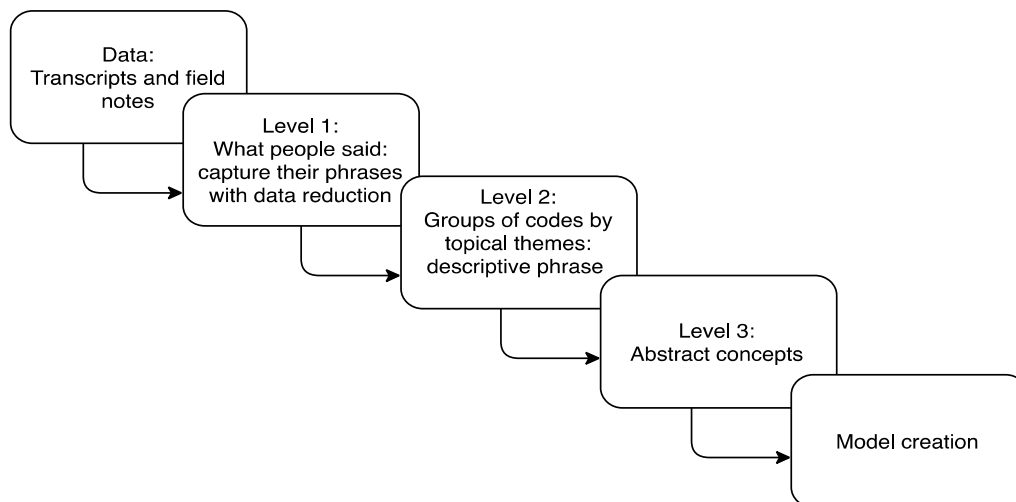 Data:
Transcripts and field
notes
Level 1:
What people said:
capture their phrases
with data reduction
Level 2:
Groups of codes by
topical themes:
descriptive phrase
Level 3:
Abstract concepts
Model creation